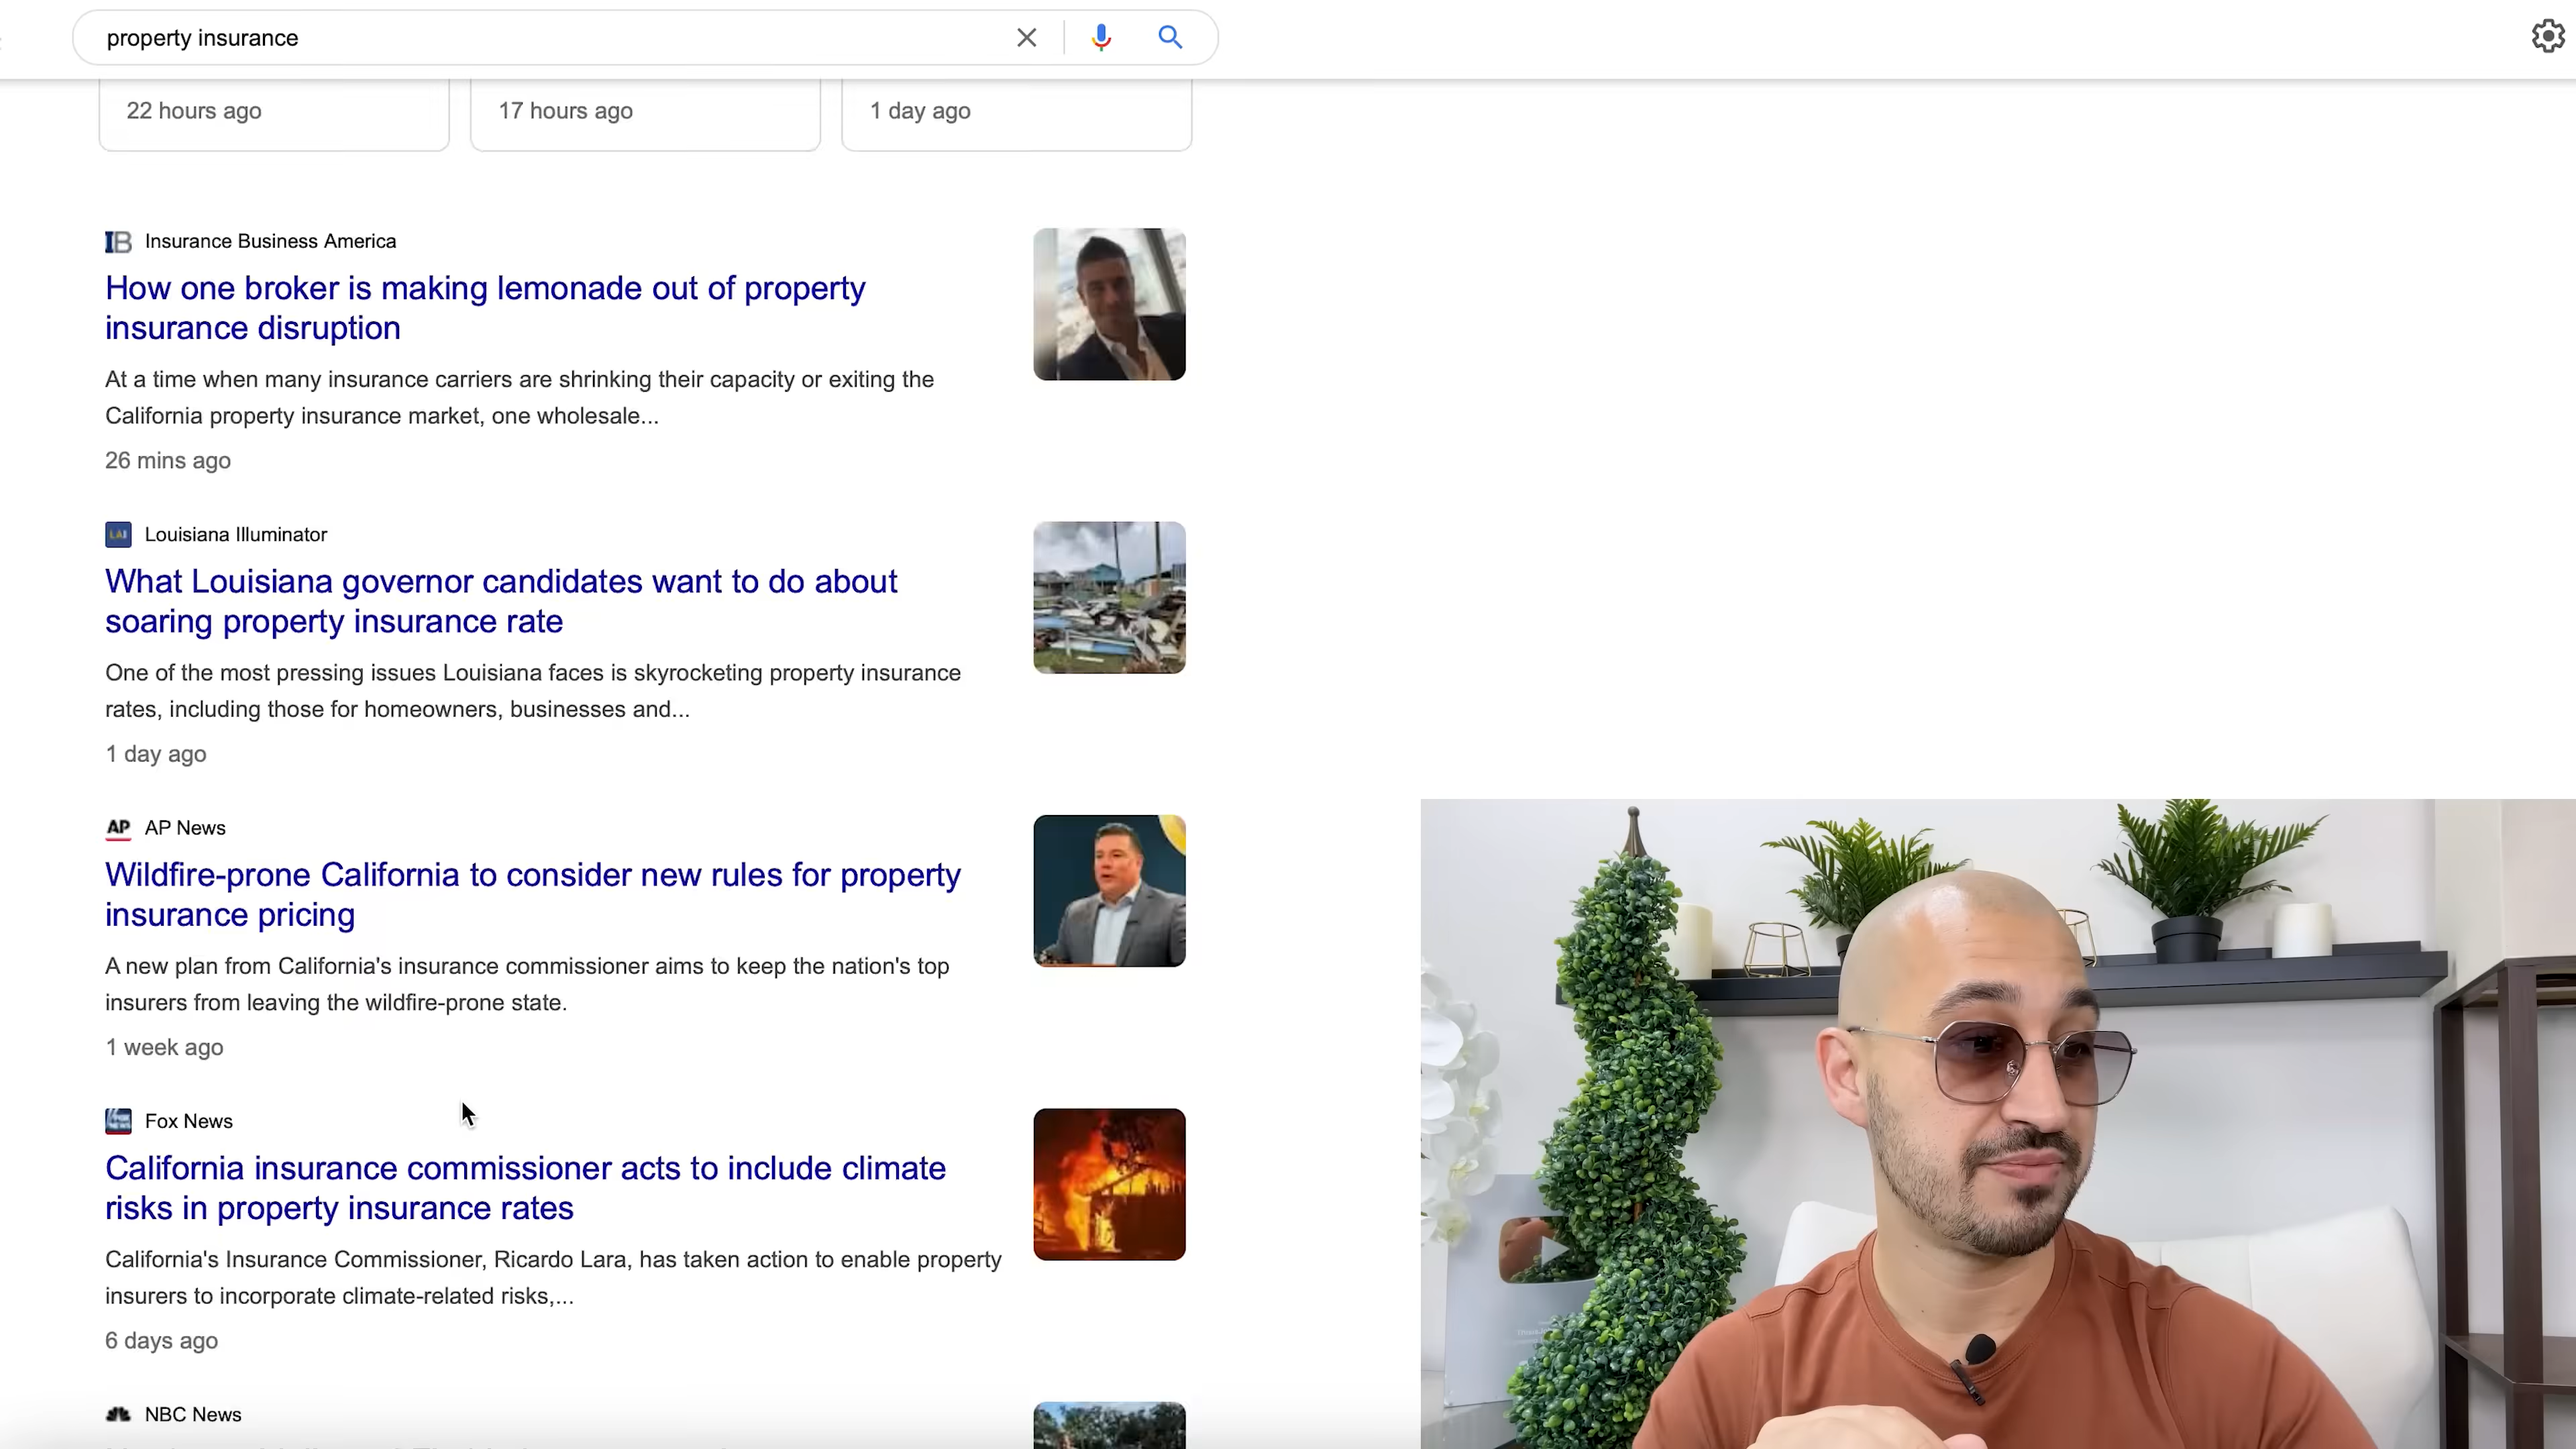 property insurance
22 hours ago
17 hours ago
1 day ago
Insurance Business America
How one broker is making lemonade out of property
insurance disruption
At a time when many insurance carriers are shrinking their capacity or exiting the
California property insurance market, one wholesale...
26 mins ago
LAI
Louisiana Illuminator
What Louisiana governor candidates want to do about
soaring property insurance rate
One of the most pressing issues Louisiana faces is skyrocketing property insurance
rates, including those for homeowners, businesses and...
1 day ago
AP
AP News
Wildfire-prone California to consider new rules for property
insurance pricing
A new plan from California's insurance commissioner aims to keep the nation's top
insurers from leaving the wildfire-prone state.
1 week ago
Fox News
California insurance commissioner acts to include climate
risks in property insurance rates
California's Insurance Commissioner, Ricardo Lara, has taken action to enable property
insurers to incorporate climate-related risks,...
6 days ago
NBC News